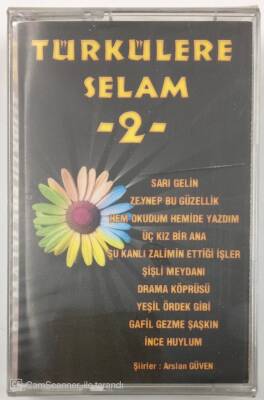 TÜRKÜLERE
SELAM
-2-
SARI GELİN
ZEYNEP BU GÜZELLİK
HEM OKUDUM HEMİDE YAZDIM
ÜÇ KIZ BİR ANA
ŞU KANLI ZALİMİN ETTİĞİ İŞLER
ŞİŞLİ MEYDANI
DRAMA KÖPRÜSÜ
YEŞİL ÖRDEK GİBİ
GAFİL GEZME ŞAŞKIN
İNCE HUYLUM
Şiirler : Arslan GÜVEN
CamScanner ile tarandı